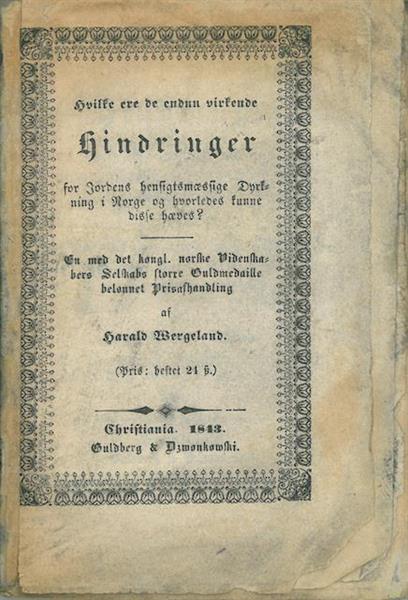 Hvilke ere de endnu virkende
Hindringer
for Jordens hensigtsmæssige Dyrk-
ning i Norge og hvorledes kunne
disse hæves?
En med det kongl. norske Videnska-
bers Selskabs større Guldmedaille
belønnet Prisafhandling
af
Harald Wergeland.
(Pris: heftet 24 ß.)
Christiania. 1843.
Guldberg & Dzwonkowski.